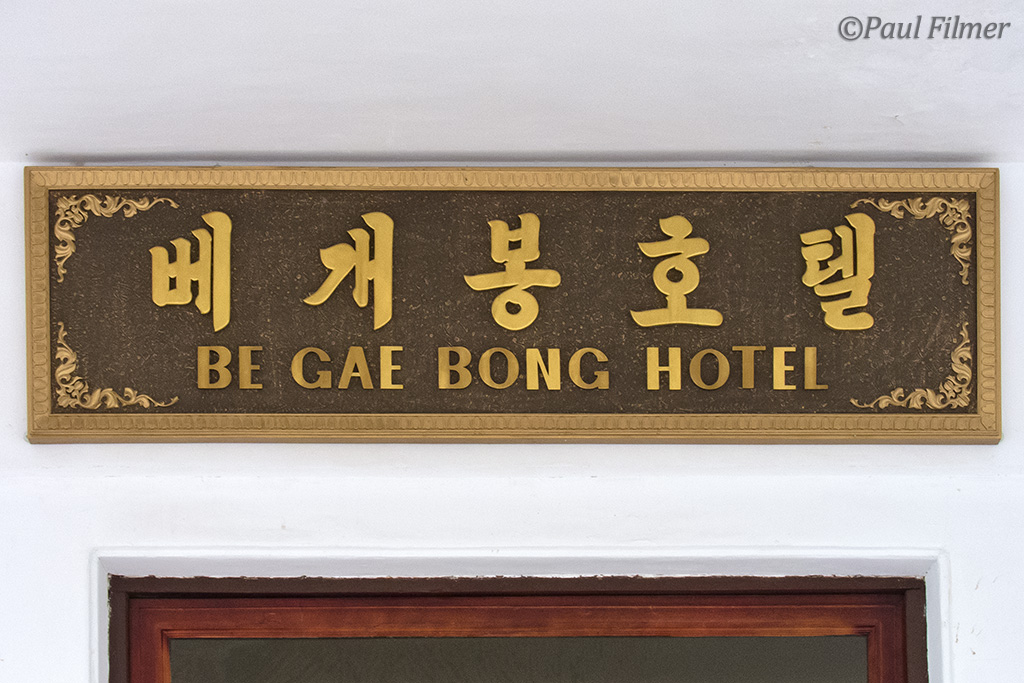 ©Paul Filmer
베개봉호텔
BE GAE BONG HOTEL